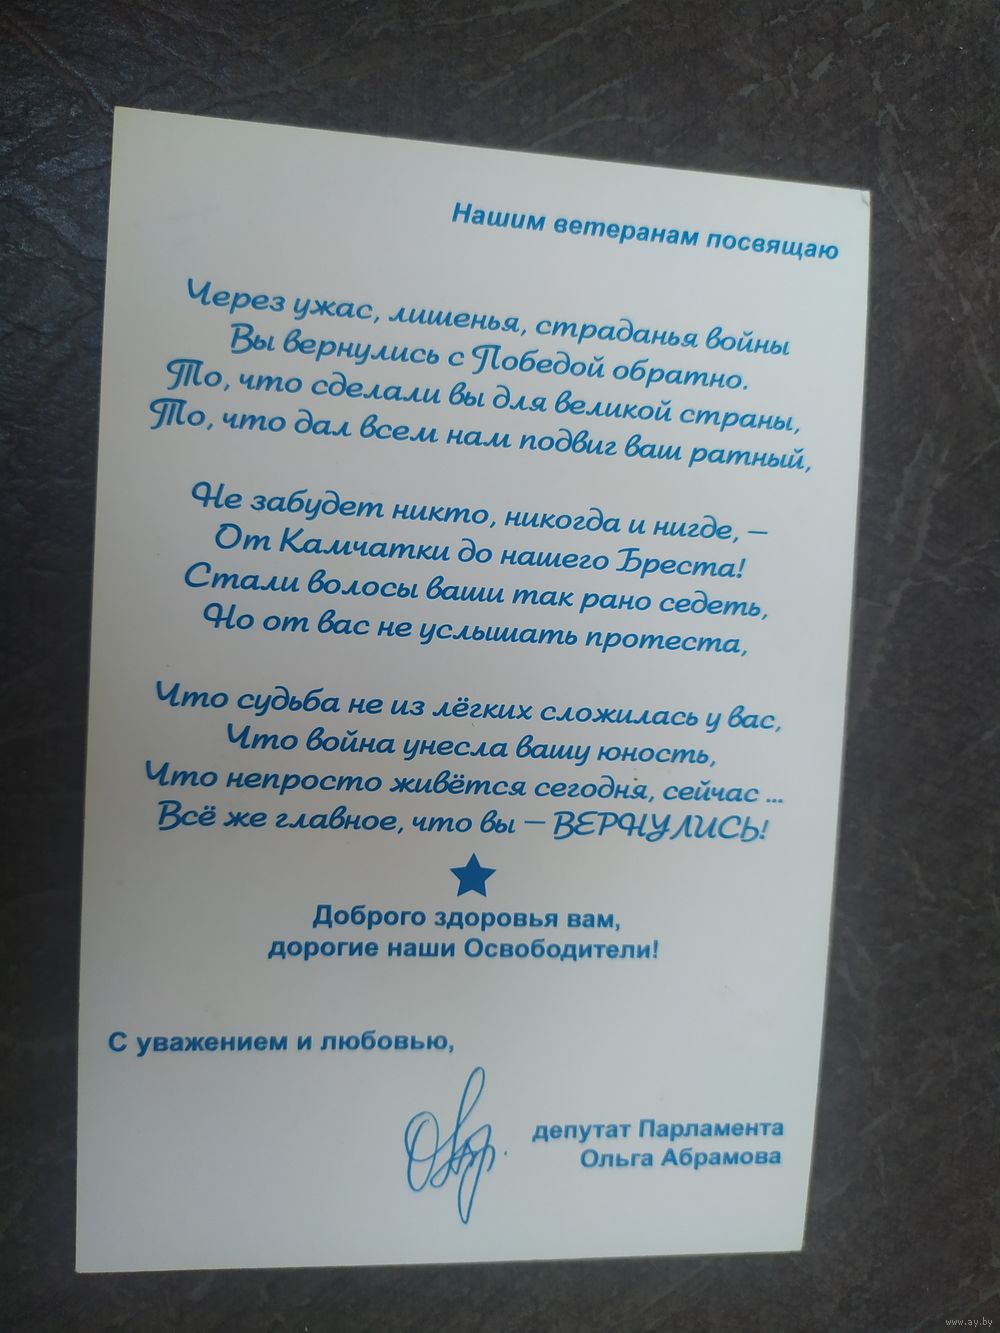 Нашим ветеранам посвящаю
Через ужас, лишенья, страданья войны
Вы вернулись с Победой обратно.
То, что сделали вы для великой страны,
То, что дал всем нам подвиг ваш ратный,
Не забудет никто, никогда и нигде, –
От Камчатки до нашего Бреста!
Стали волосы ваши так рано седеть,
Но от вас не услышать протеста,
Что судьба не из лёгких сложилась у вас,
Что война унесла вашу юность,
Что непросто живётся сегодня, сейчас ...
Всё же главное, что вы – ВЕРНУЛИСЬ!
Доброго здоровья вам,
дорогие наши Освободители!
С уважением и любовью,
депутат Парламента
Ольга Абрамова
www.ay.by